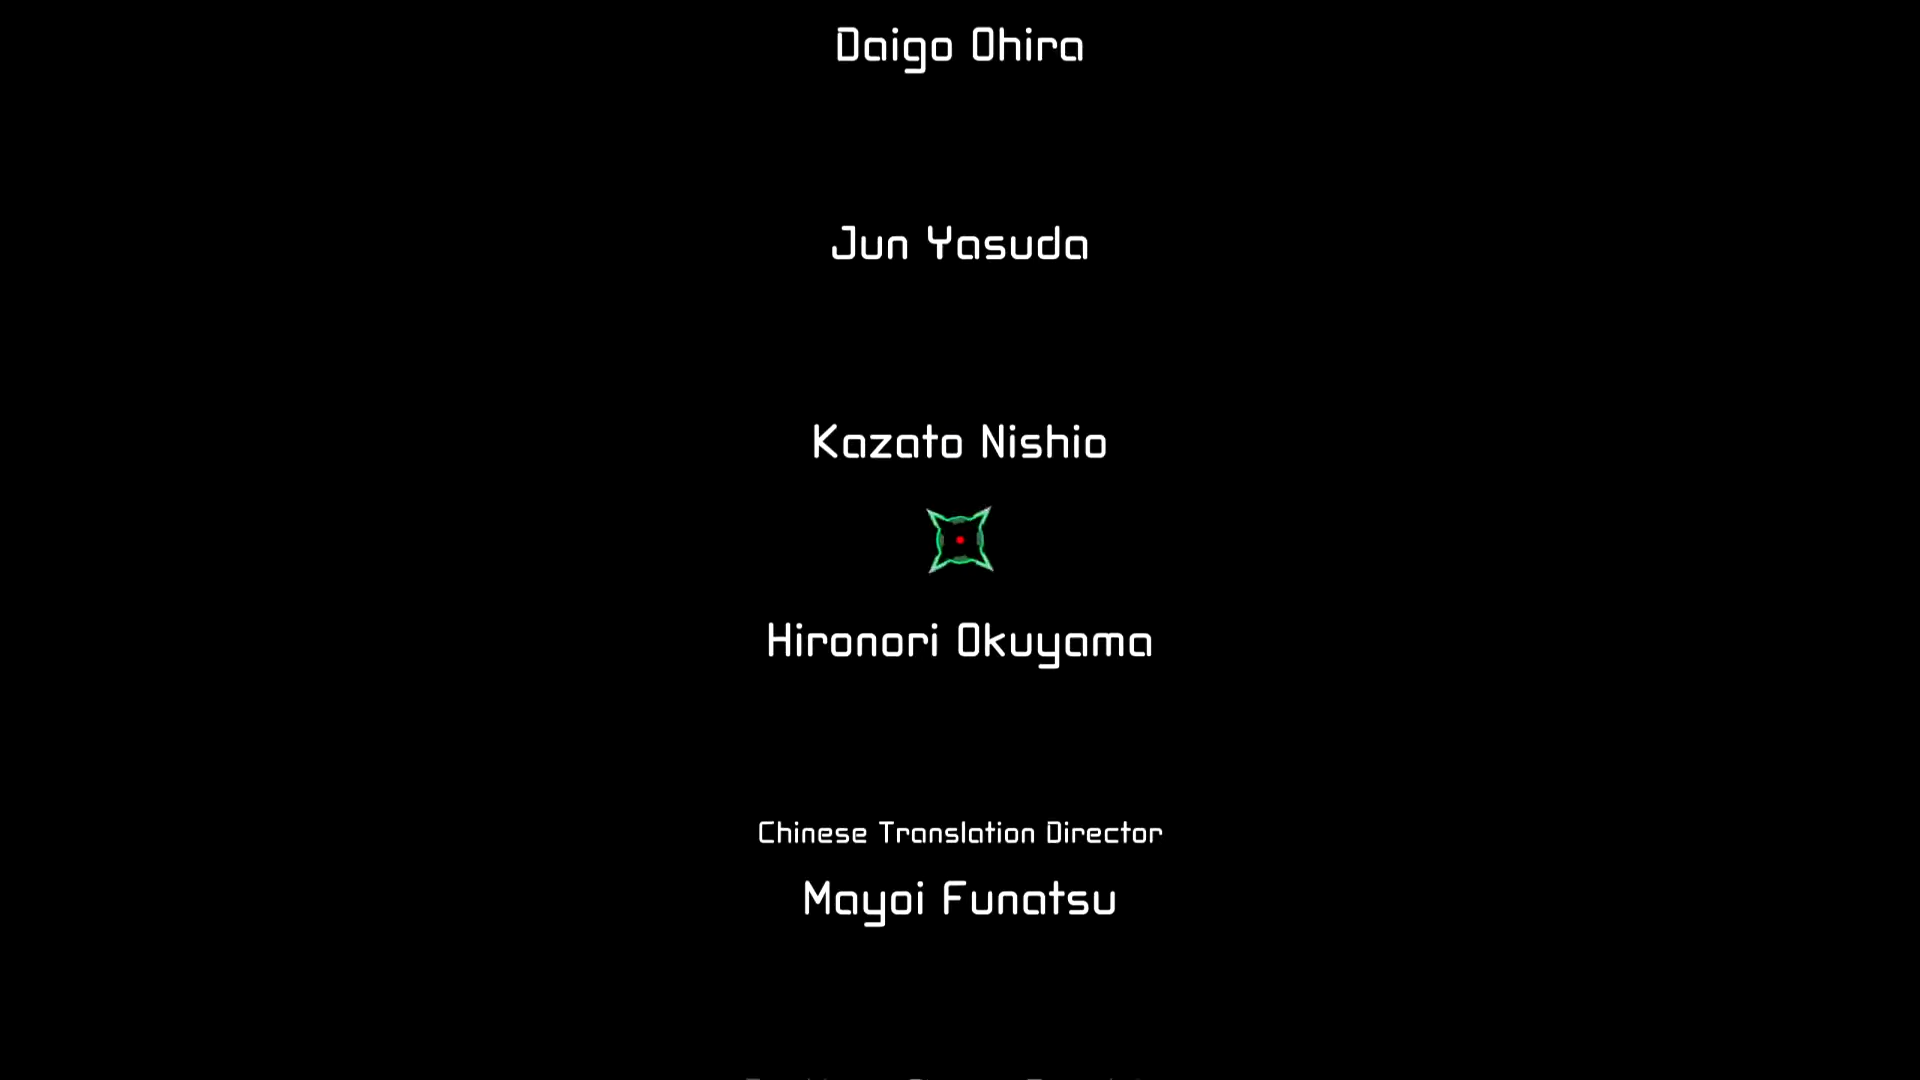 Daigo Ohira
Jun Yasuda
Kazato Nishio
Hironori Okuyama
Chinese Translation Director
Mayoi Funatsu